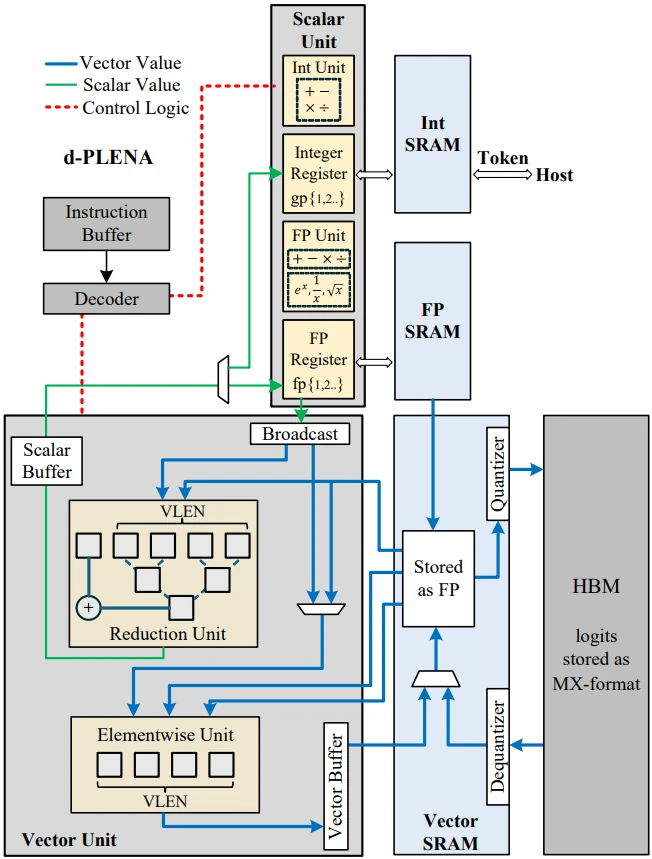 Vector Value
Scalar Value
Control Logic
d-PLENA
Instruction
Buffer
Decoder
Scalar
Unit
Int Unit
+ −
× ÷
Integer
Register
gp{1,2..}
FP Unit
+ − × ÷
eˣ, 1/x, √x
FP
Register
fp{1,2..}
Int
SRAM
Token
Host
FP
SRAM
Broadcast
Scalar
Buffer
VLEN
+
Reduction Unit
Elementwise Unit
VLEN
Vector Buffer
Vector Unit
Quantizer
Stored
as FP
Dequantizer
Vector
SRAM
HBM
logits
stored as
MX-format